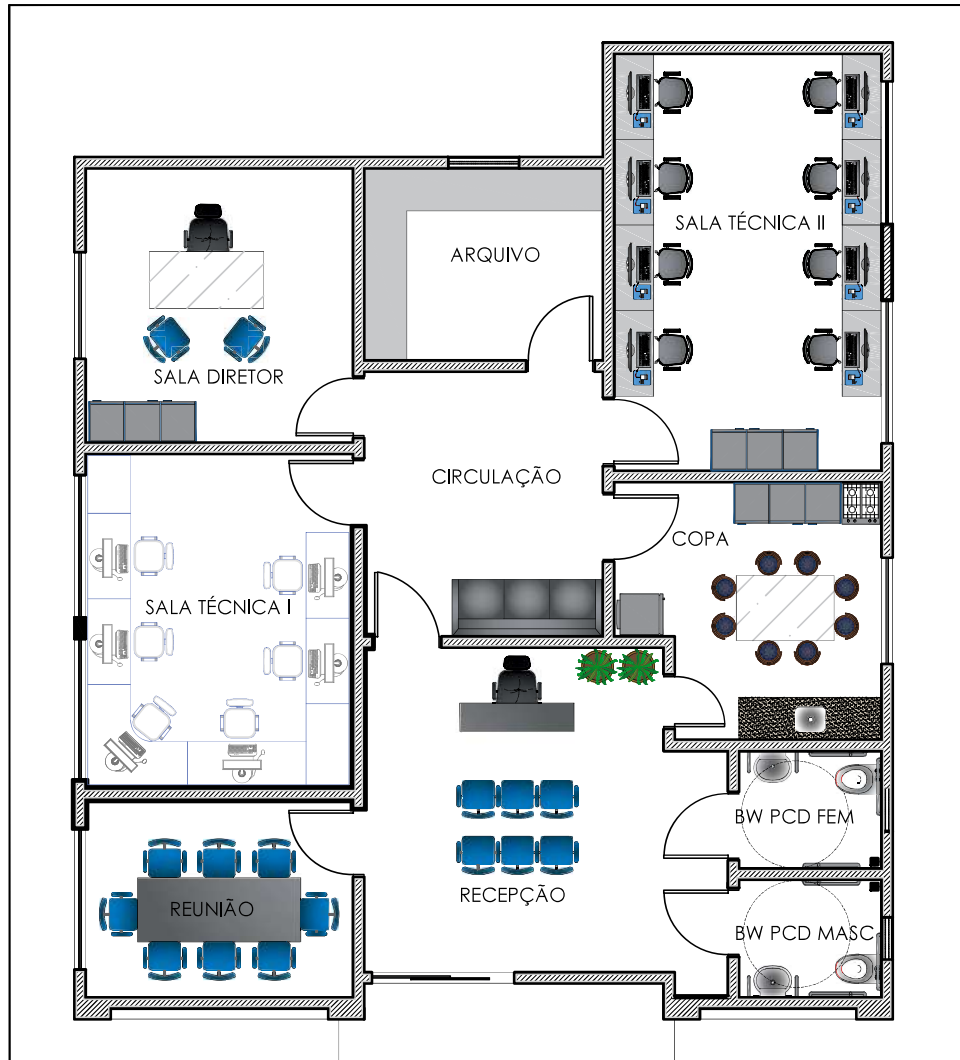 SALA TÉCNICA II
ARQUIVO
SALA DIRETOR
CIRCULAÇÃO
COPA
SALA TÉCNICA I
BW PCD FEM
RECEPÇÃO
REUNIÃO
BW PCD MASC